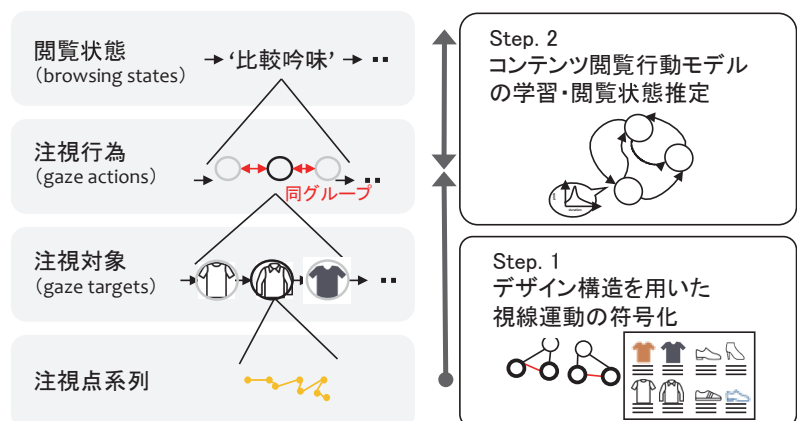 閲覧状態
(browsing states)
'比較吟味'
注視行為
(gaze actions)
同グループ
注視対象
(gaze targets)
注視点系列
Step. 2
コンテンツ閲覧行動モデル
の学習・閲覧状態推定
Step. 1
デザイン構造を用いた
視線運動の符号化